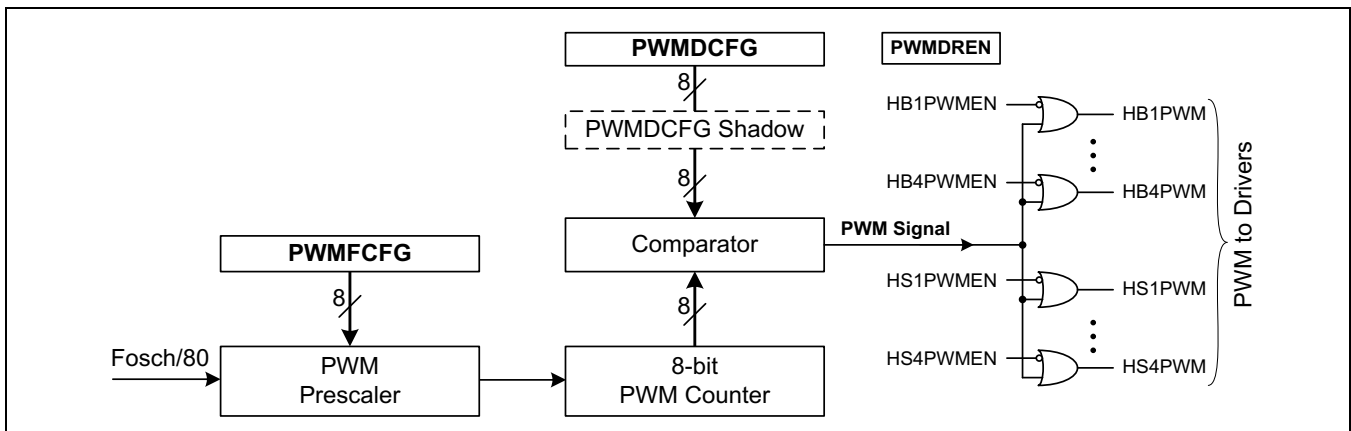 PWMDCFG
8
PWMDCFG Shadow
8
Comparator
PWMFCFG
8
8
Fosch/80
PWM
Prescaler
8-bit
PWM Counter
PWM Signal
PWMDREN
HB1PWMEN
HB1PWM
HB4PWMEN
HB4PWM
HS1PWMEN
HS1PWM
HS4PWMEN
HS4PWM
PWM to Drivers